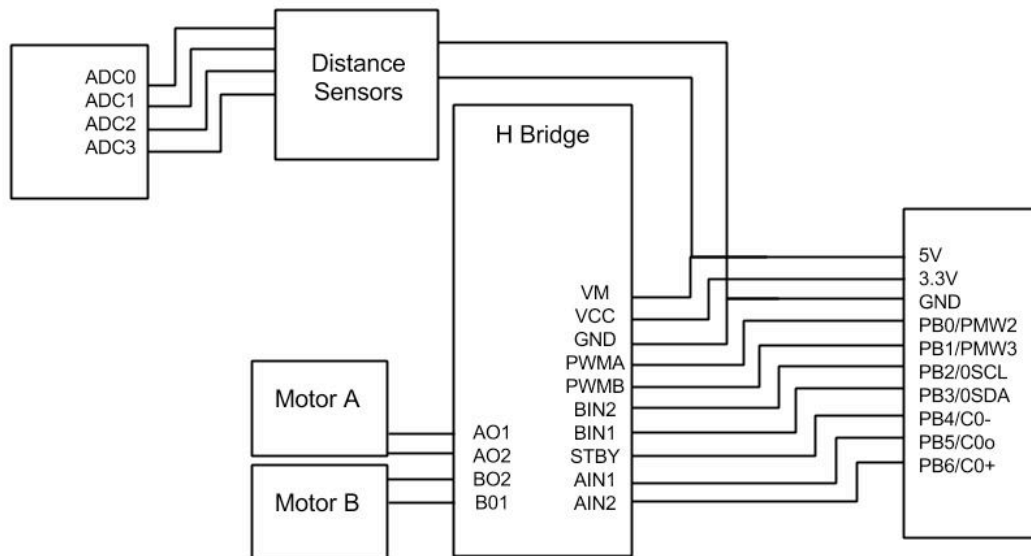 ADC0
ADC1
ADC2
ADC3
Distance
Sensors
H Bridge
VM
VCC
GND
PWMA
PWMB
BIN2
BIN1
STBY
AIN1
AIN2
AO1
AO2
BO2
B01
Motor A
Motor B
5V
3.3V
GND
PB0/PMW2
PB1/PMW3
PB2/0SCL
PB3/0SDA
PB4/C0-
PB5/C0o
PB6/C0+